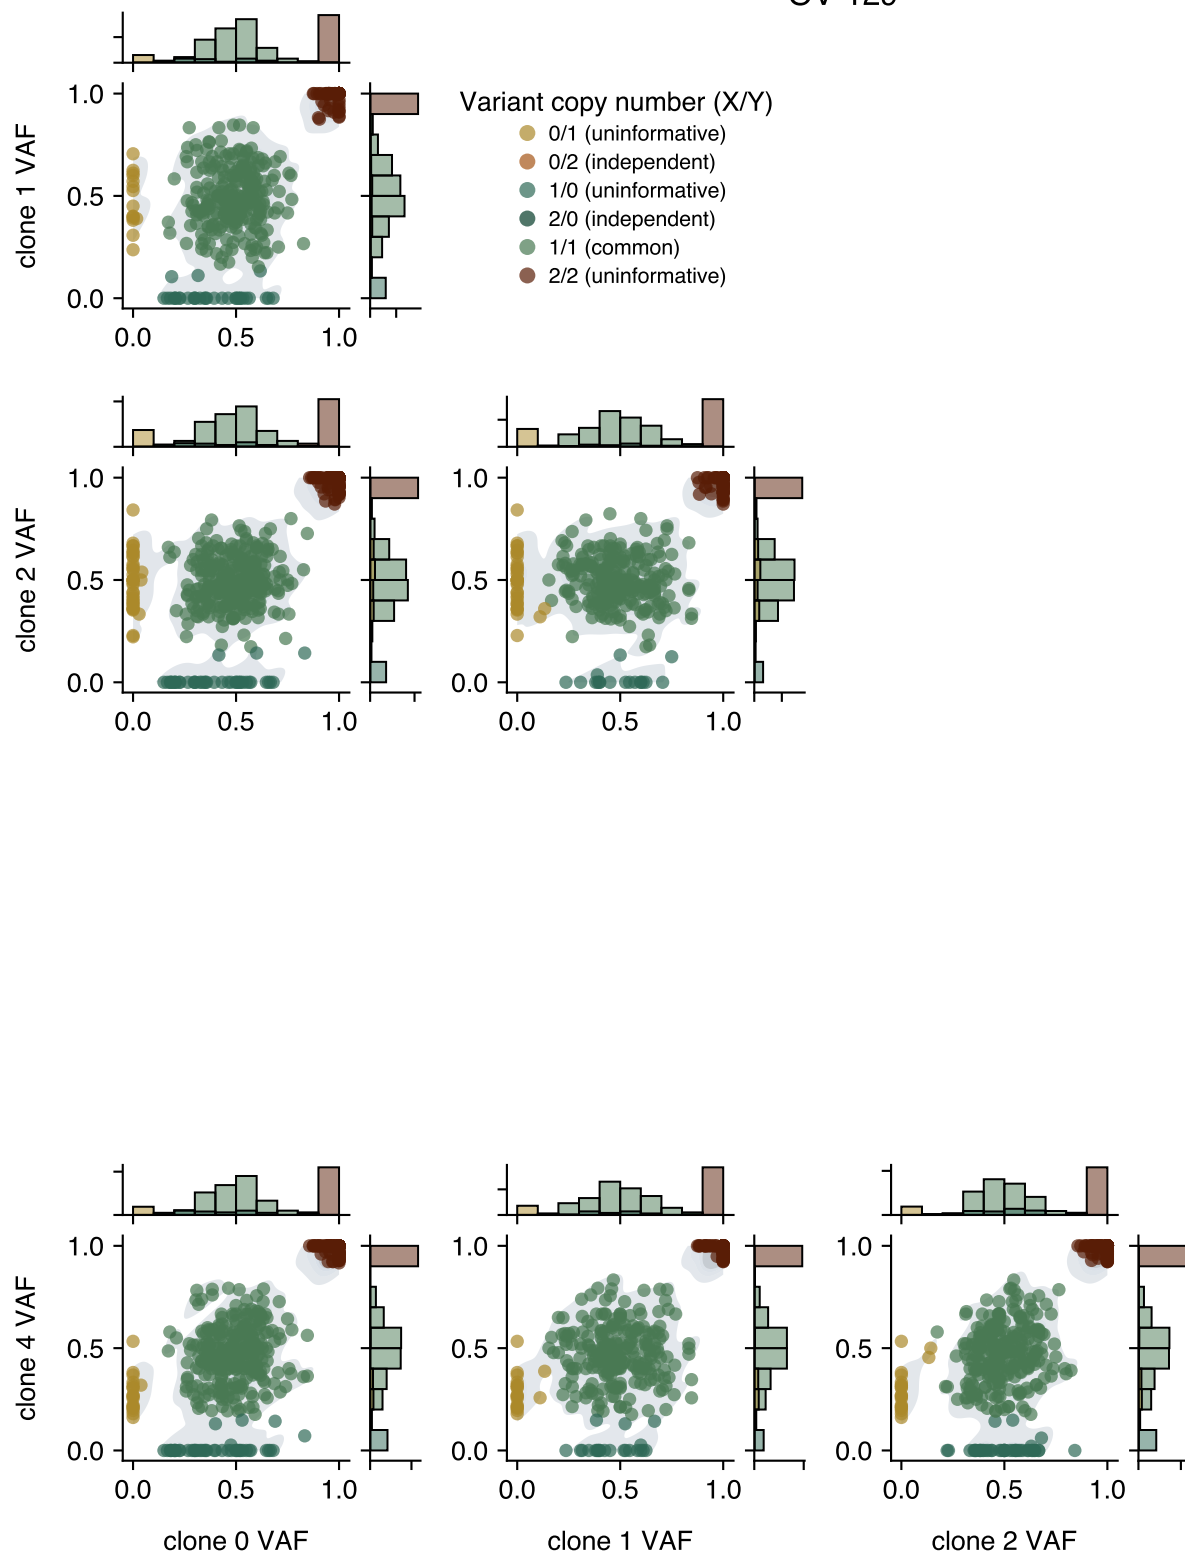 clone 1 VAF
1.0
0.5
0.0
0.0 0.5 1.0
Variant copy number (X/Y)
0/1 (uninformative)
0/2 (independent)
1/0 (uninformative)
2/0 (independent)
1/1 (common)
2/2 (uninformative)
clone 2 VAF
1.0
0.5
0.0
0.0 0.5 1.0
1.0
0.5
0.0
0.0 0.5 1.0
clone 4 VAF
1.0
0.5
0.0
0.0 0.5 1.0
clone 0 VAF
1.0
0.5
0.0
0.0 0.5 1.0
clone 1 VAF
1.0
0.5
0.0
0.0 0.5 1.0
clone 2 VAF